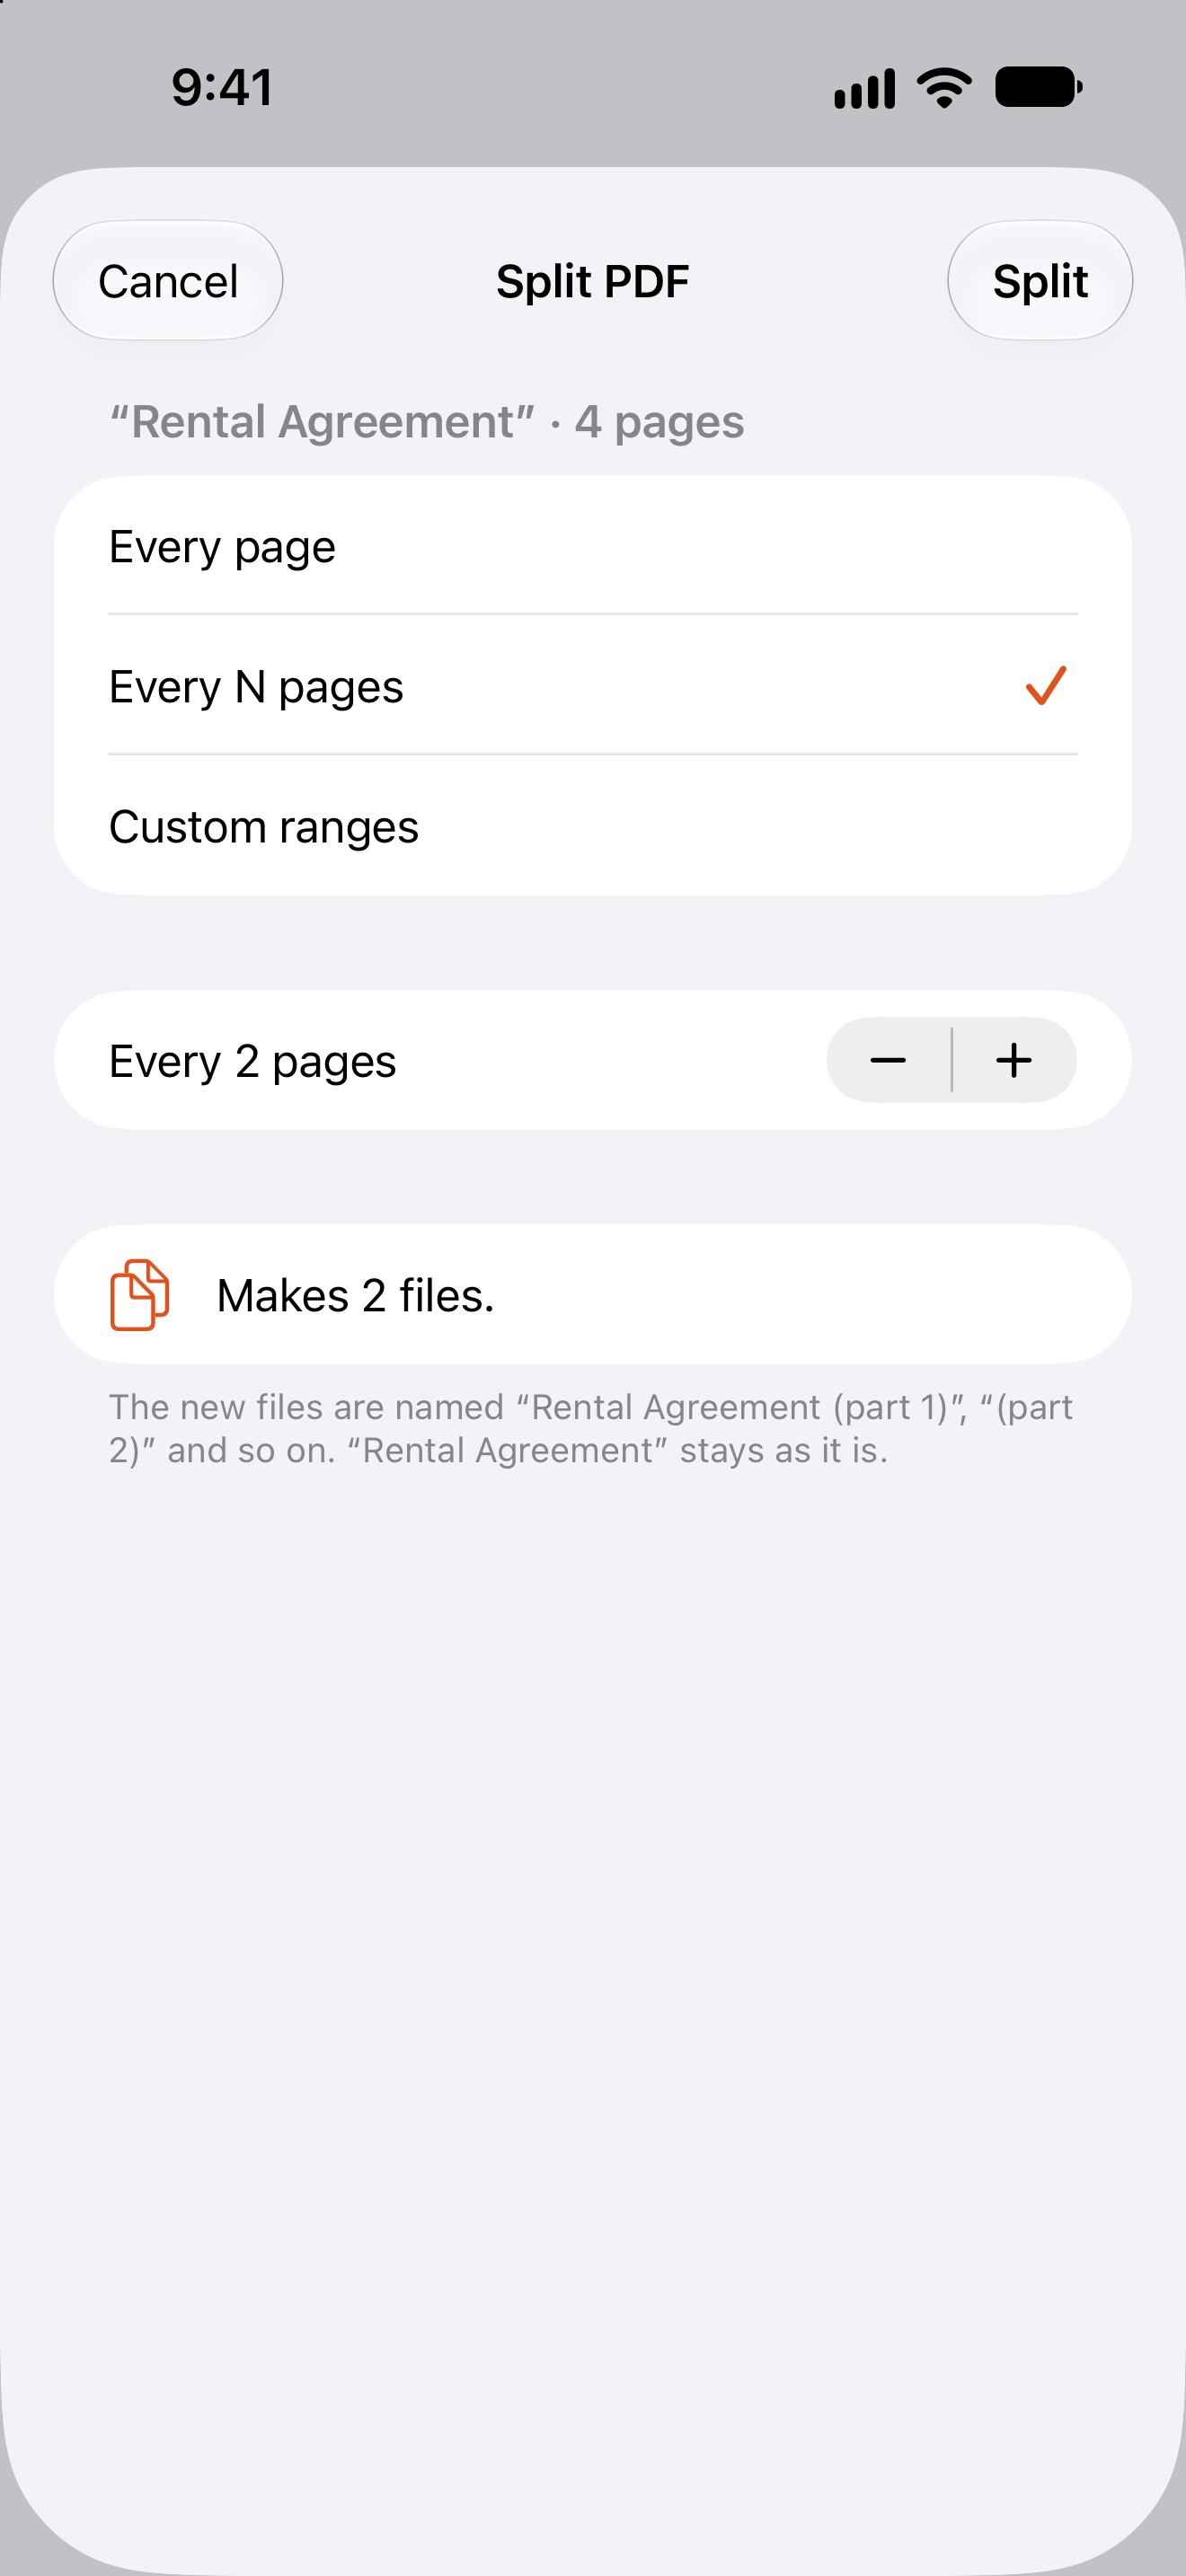 9:41
Cancel
Split PDF
Split
“Rental Agreement” · 4 pages
Every page
Every N pages
Custom ranges
Every 2 pages
Makes 2 files.
The new files are named “Rental Agreement (part 1)”, “(part
2)” and so on. “Rental Agreement” stays as it is.